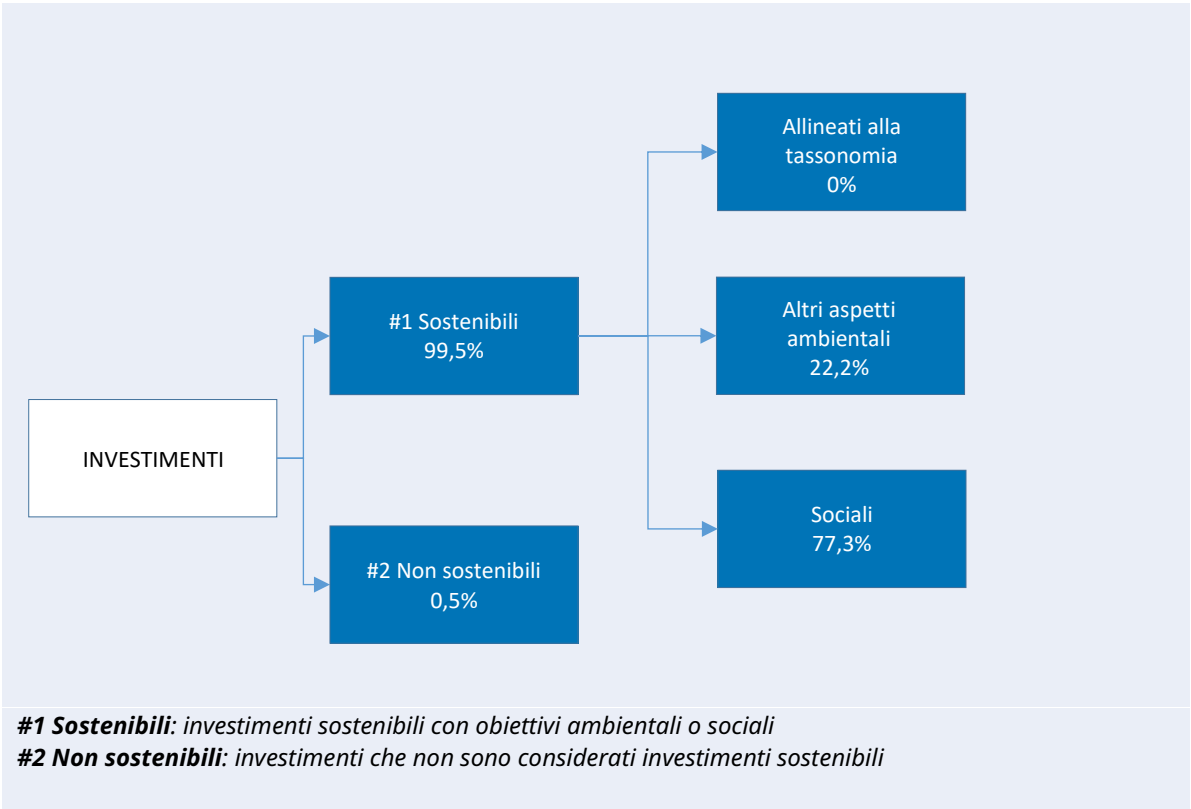 Allineati alla
tassonomia
0%
#1 Sostenibili
99,5%
Altri aspetti
ambientali
22,2%
INVESTIMENTI
Sociali
77,3%
#2 Non sostenibili
0,5%
#1 Sostenibili: investimenti sostenibili con obiettivi ambientali o sociali
#2 Non sostenibili: investimenti che non sono considerati investimenti sostenibili